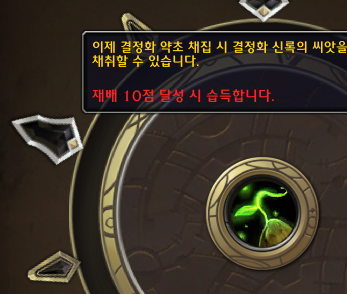 이제 결정화 약초 채집 시 결정화 신록의 씨앗을
채취할 수 있습니다.
재배 10점 달성 시 습득합니다.